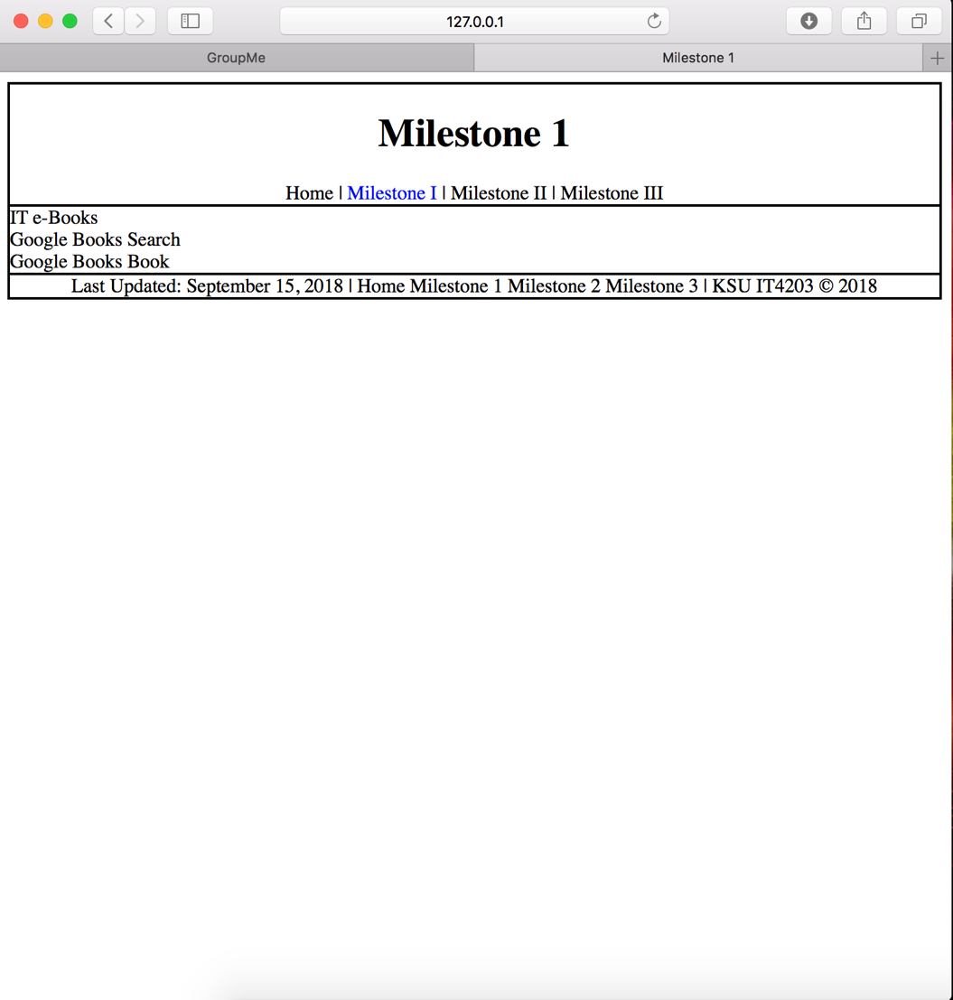 127.0.0.1
GroupMe
Milestone 1
Milestone 1
Home | Milestone I | Milestone II | Milestone III
IT e-Books
Google Books Search
Google Books Book
Last Updated: September 15, 2018 | Home Milestone 1 Milestone 2 Milestone 3 | KSU IT4203 © 2018